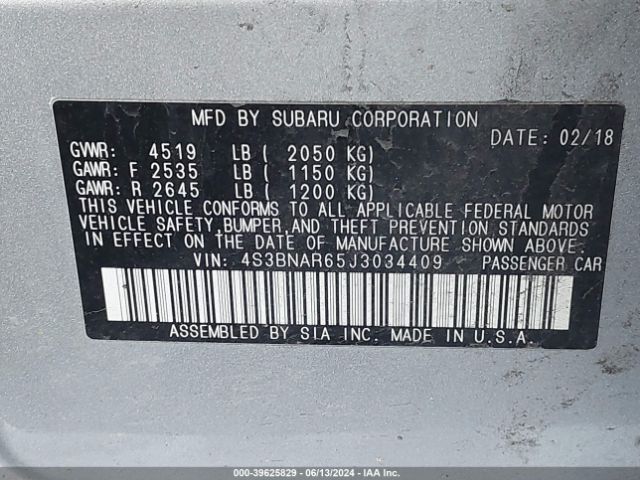 MFD BY SUBARU CORPORATION
DATE: 02/18
GVWR: 4519 LB ( 2050 KG)
GAWR: F 2535 LB ( 1150 KG)
GAWR: R 2645 LB ( 1200 KG)
THIS VEHICLE CONFORMS TO ALL APPLICABLE FEDERAL MOTOR
VEHICLE SAFETY, BUMPER, AND THEFT PREVENTION STANDARDS
IN EFFECT ON THE DATE OF MANUFACTURE SHOWN ABOVE.
VIN: 4S3BNAR65J3034409 PASSENGER CAR
ASSEMBLED BY SIA INC. MADE IN U.S.A.
000-39625829 - 06/13/2024 - IAA Inc.